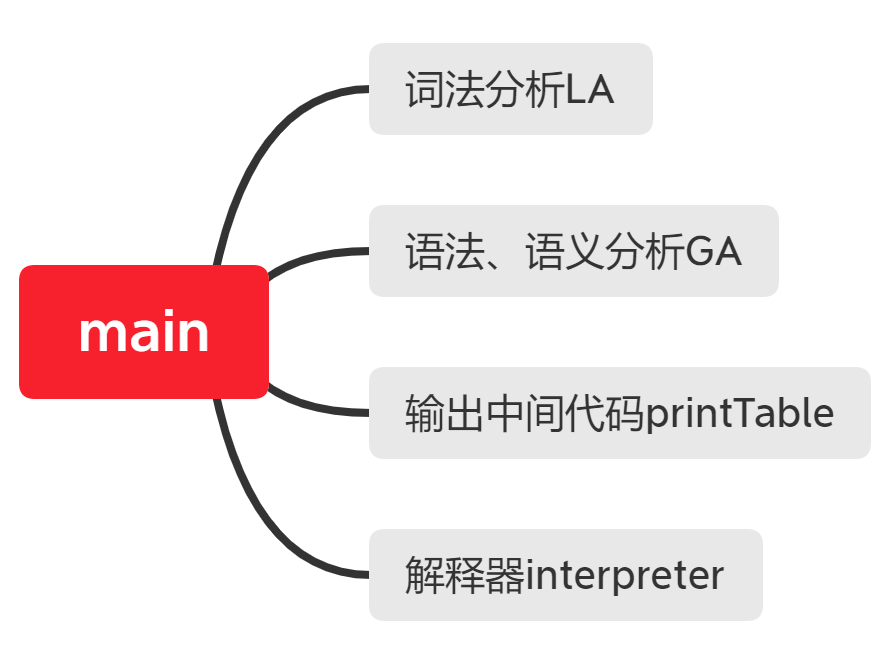 词法分析LA
语法、语义分析GA
main
输出中间代码printTable
解释器interpreter